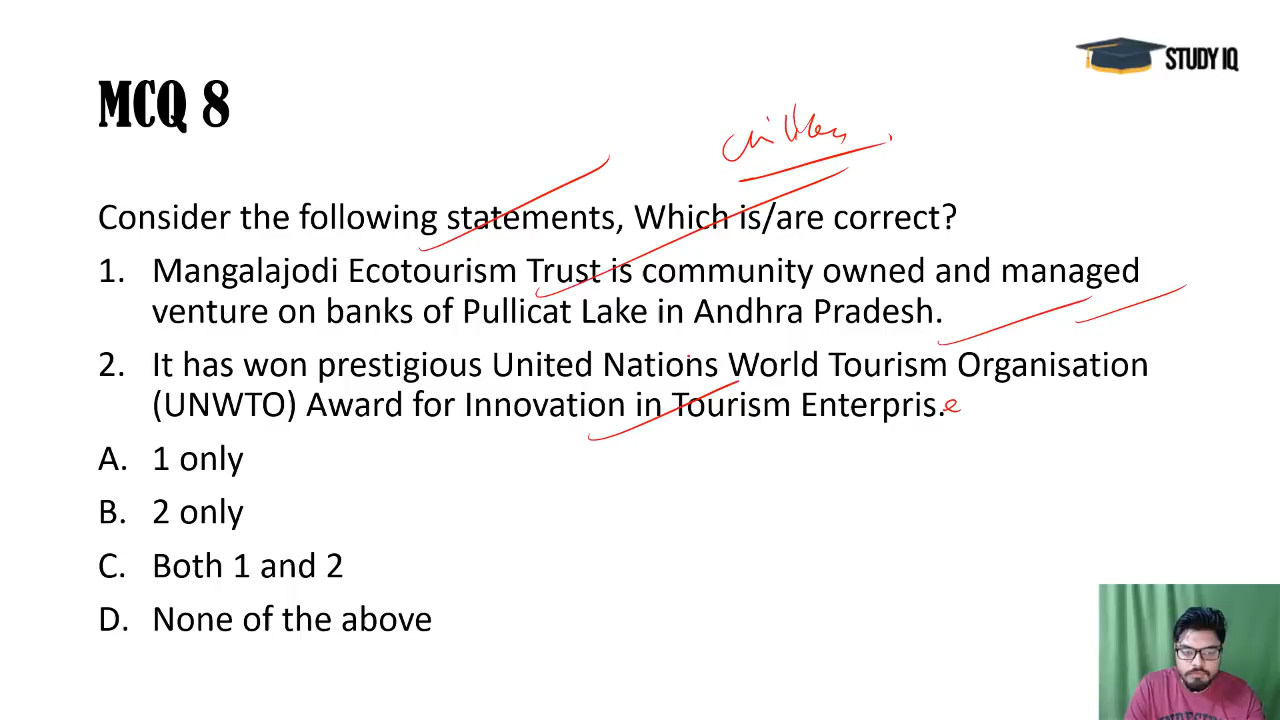 STUDY IQ
MCQ 8
Consider the following statements, Which is/are correct?
1. Mangalajodi Ecotourism Trust is community owned and managed
venture on banks of Pullicat Lake in Andhra Pradesh.
2. It has won prestigious United Nations World Tourism Organisation
(UNWTO) Award for Innovation in Tourism Enterpris.e
A. 1 only
B. 2 only
C. Both 1 and 2
D. None of the above